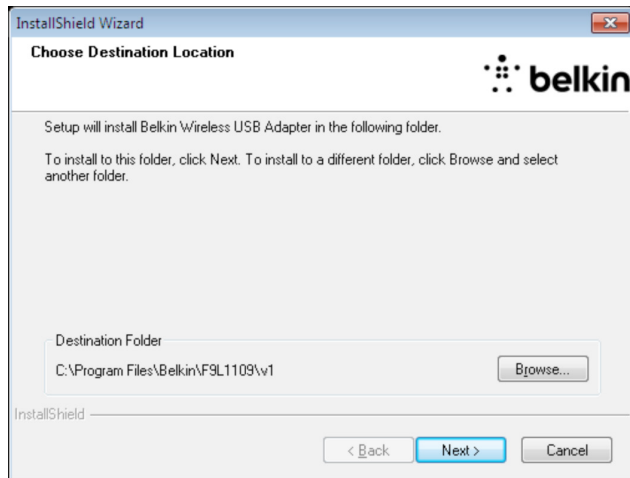 InstallShield Wizard
Choose Destination Location
belkin
Setup will install Belkin Wireless USB Adapter in the following folder.
To install to this folder, click Next. To install to a different folder, click Browse and select
another folder.
Destination Folder
C:\Program Files\Belkin\F9L1109\v1
Browse...
InstallShield
< Back
Next >
Cancel